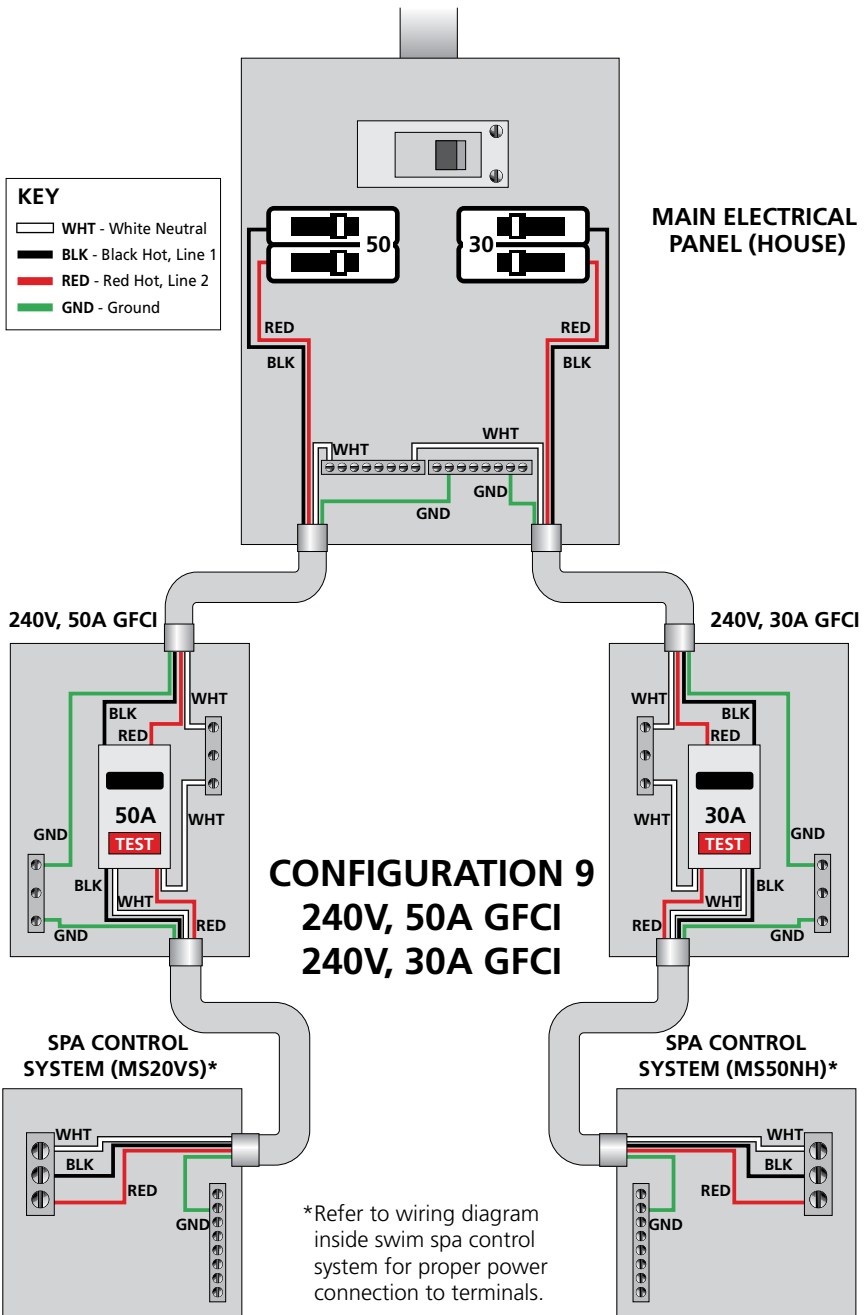 KEY
WHT - White Neutral
BLK - Black Hot, Line 1
RED - Red Hot, Line 2
GND - Ground
50
30
MAIN ELECTRICAL
PANEL (HOUSE)
RED
BLK
RED
BLK
WHT
WHT
GND
GND
240V, 50A GFCI
240V, 30A GFCI
WHT
BLK
RED
50A
TEST
WHT
GND
BLK
WHT
RED
GND
WHT
BLK
RED
30A
TEST
WHT
GND
BLK
WHT
RED
GND
CONFIGURATION 9
240V, 50A GFCI
240V, 30A GFCI
SPA CONTROL
SYSTEM (MS20VS)*
WHT
BLK
RED
GND
SPA CONTROL
SYSTEM (MS50NH)*
WHT
BLK
RED
GND
*Refer to wiring diagram
inside swim spa control
system for proper power
connection to terminals.